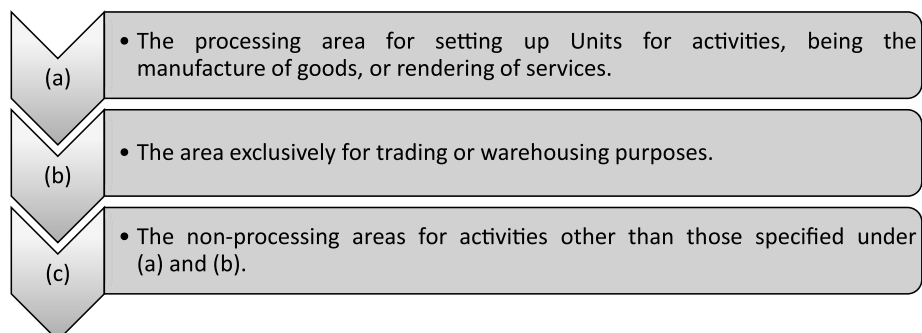 (a)
• The processing area for setting up Units for activities, being the
manufacture of goods, or rendering of services.
(b)
• The area exclusively for trading or warehousing purposes.
(c)
• The non-processing areas for activities other than those specified under
(a) and (b).